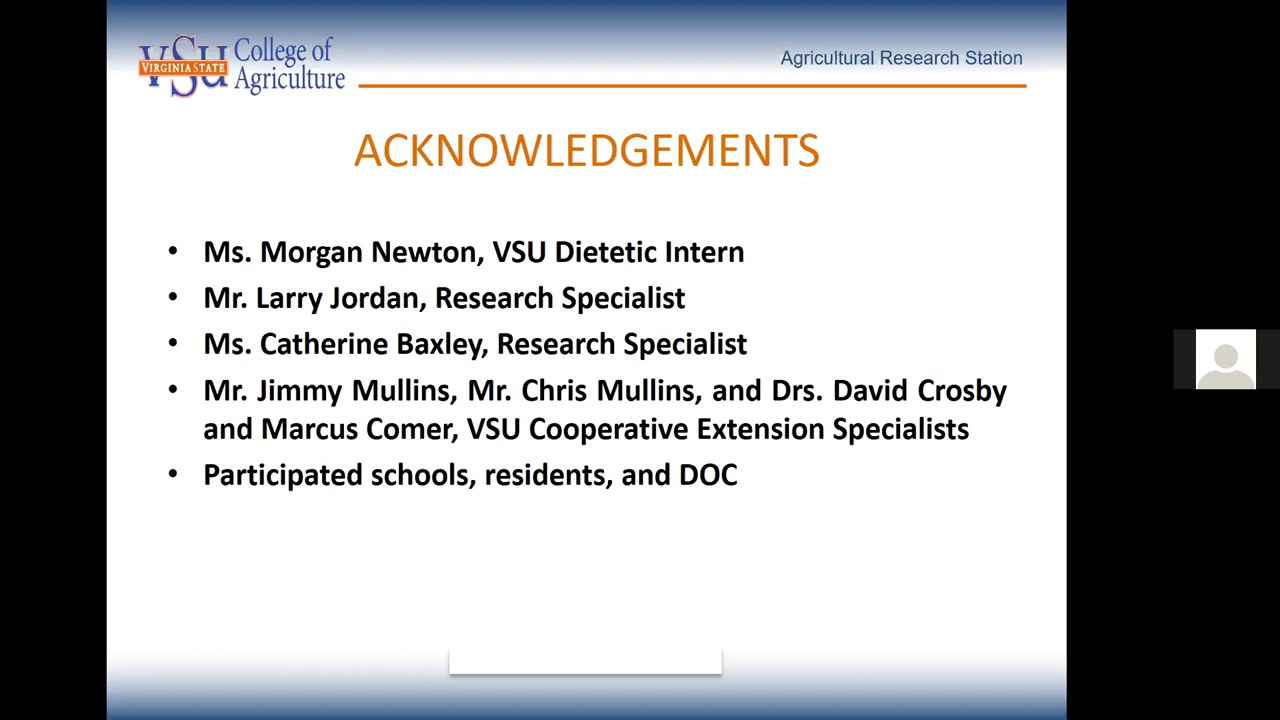 VSU College of
VIRGINIA STATE Agriculture
Agricultural Research Station
ACKNOWLEDGEMENTS
• Ms. Morgan Newton, VSU Dietetic Intern
• Mr. Larry Jordan, Research Specialist
• Ms. Catherine Baxley, Research Specialist
• Mr. Jimmy Mullins, Mr. Chris Mullins, and Drs. David Crosby
and Marcus Comer, VSU Cooperative Extension Specialists
• Participated schools, residents, and DOC